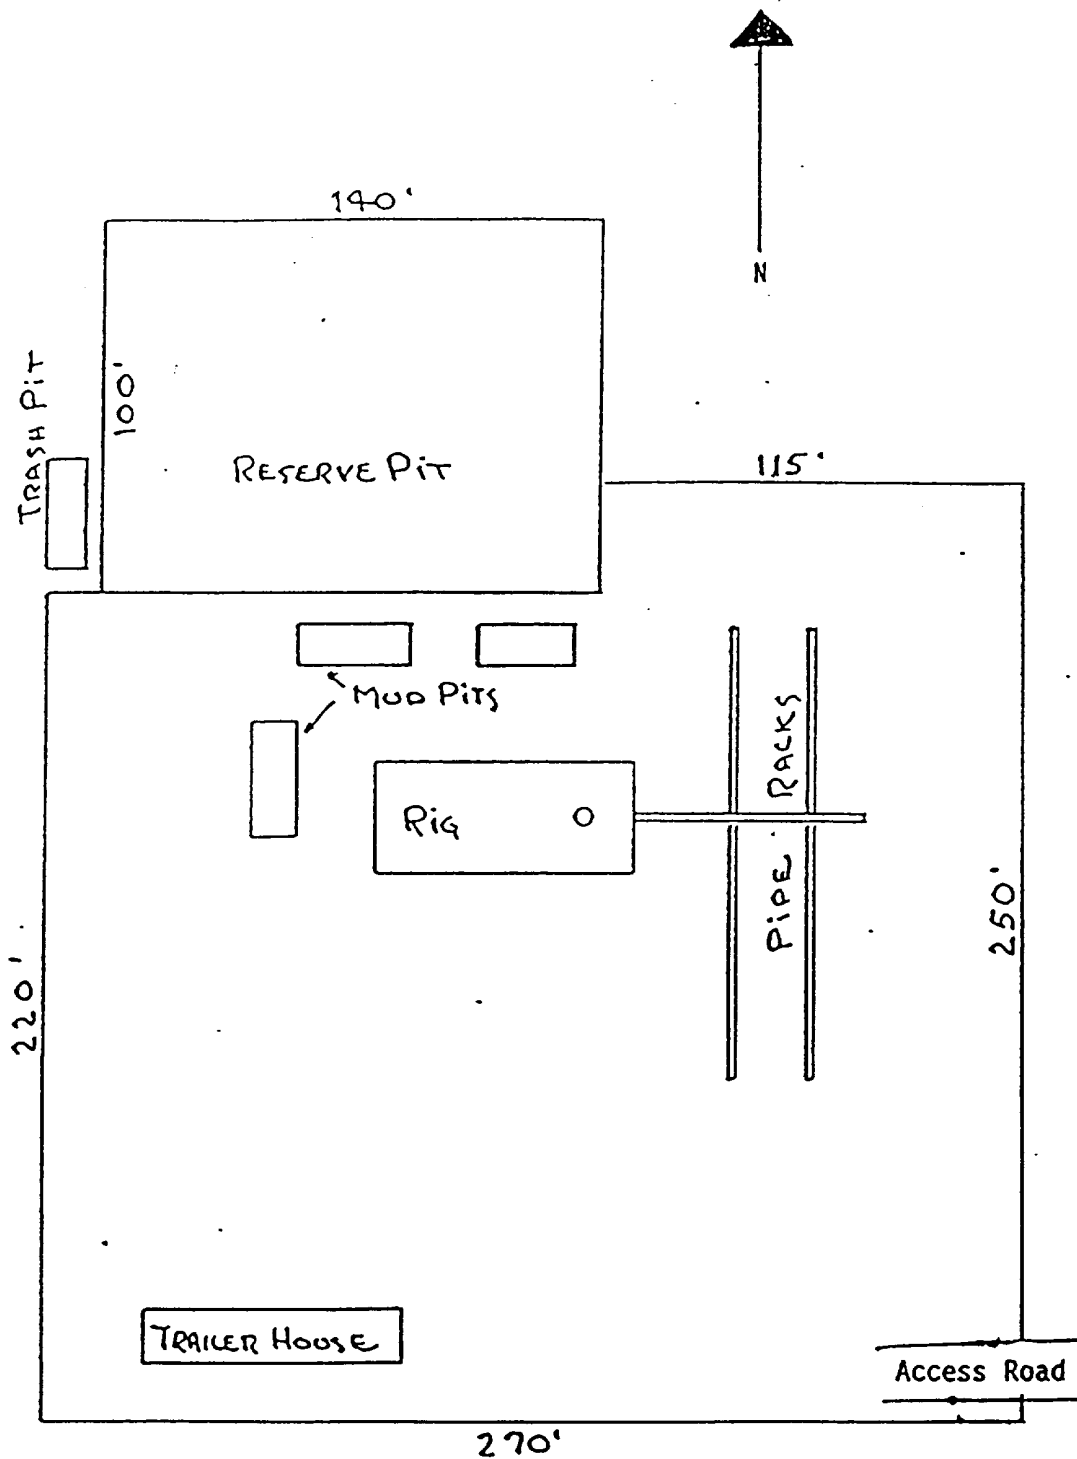 N
140'
100'
TRASH PIT
RESERVE PIT
115'
MUD PITS
RIG
PIPE RACKS
250'
220'
TRAILER HOUSE
Access Road
270'